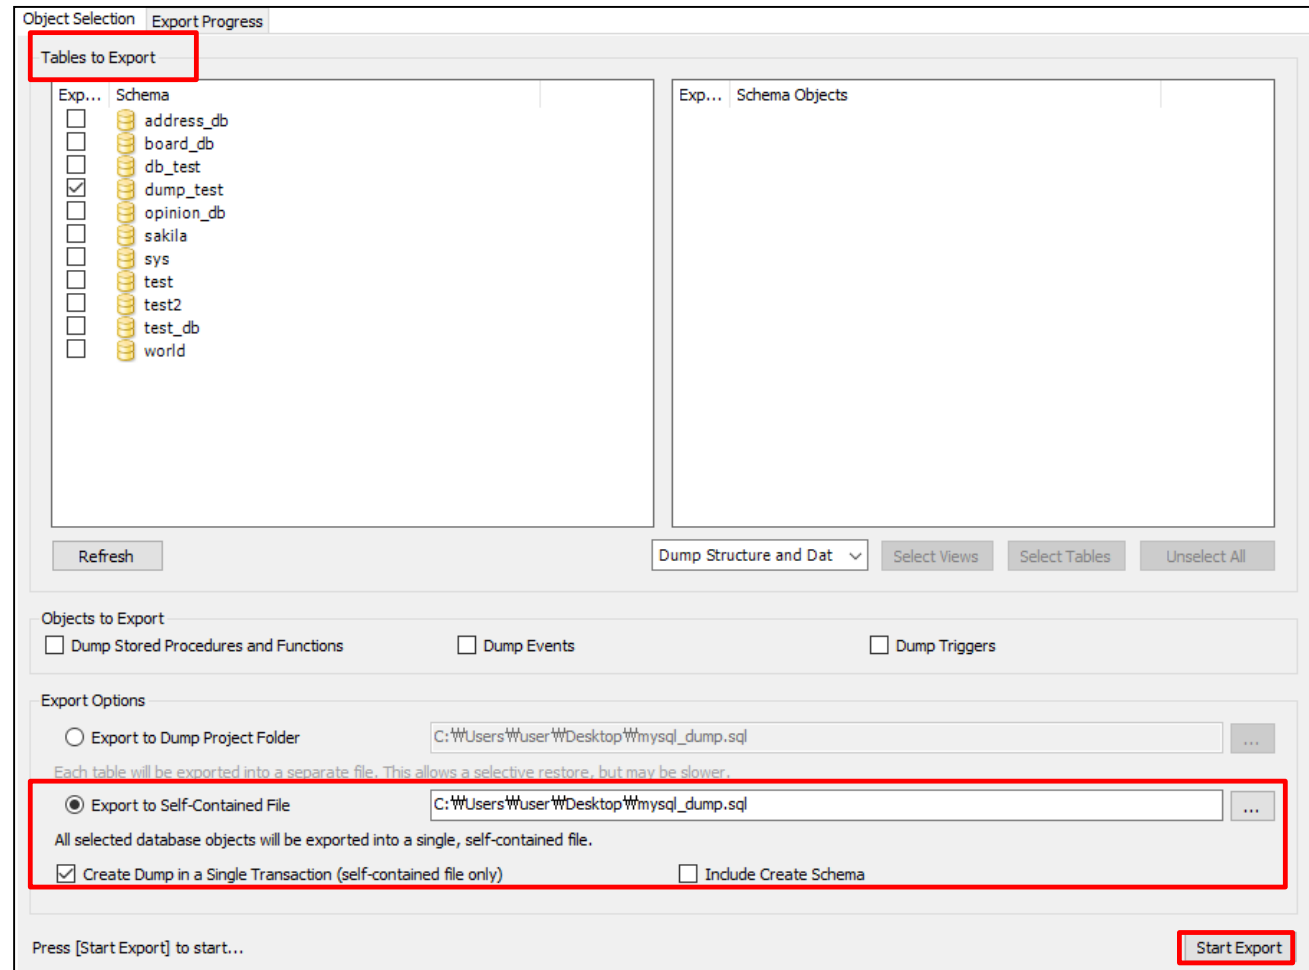 Object Selection Export Progress
Tables to Export
Exp... Schema
address_db
board_db
db_test
dump_test
opinion_db
sakila
sys
test
test2
test_db
world
Exp... Schema Objects
Refresh
Dump Structure and Dat
Select Views
Select Tables
Unselect All
Objects to Export
Dump Stored Procedures and Functions
Dump Events
Dump Triggers
Export Options
Export to Dump Project Folder
C:₩Users₩user₩Desktop₩mysql_dump.sql
...
Each table will be exported into a separate file. This allows a selective restore, but may be slower.
Export to Self-Contained File
C:₩Users₩user₩Desktop₩mysql_dump.sql
...
All selected database objects will be exported into a single, self-contained file.
Create Dump in a Single Transaction (self-contained file only)
Include Create Schema
Press [Start Export] to start...
Start Export